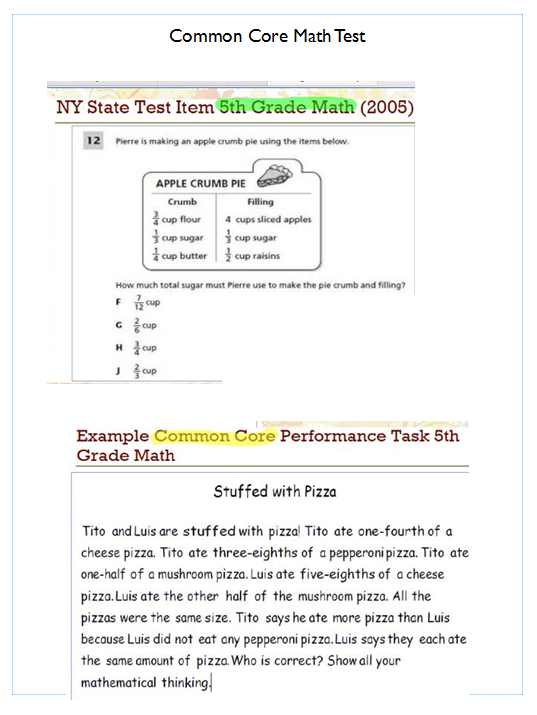 Common Core Math Test
NY State Test Item 5th Grade Math (2005)
12 Pierre is making an apple crumb pie using the items below.
APPLE CRUMB PIE
Crumb Filling
3/4 cup flour 4 cups sliced apples
1/3 cup sugar 1/3 cup sugar
1/4 cup butter 1/2 cup raisins
How much total sugar must Pierre use to make the pie crumb and filling?
F 7/12 cup
G 2/6 cup
H 3/4 cup
J 2/3 cup
Example Common Core Performance Task 5th
Grade Math
Stuffed with Pizza
Tito and Luis are stuffed with pizza! Tito ate one-fourth of a
cheese pizza. Tito ate three-eighths of a pepperoni pizza. Tito ate
one-half of a mushroom pizza. Luis ate five-eighths of a cheese
pizza. Luis ate the other half of the mushroom pizza. All the
pizzas were the same size. Tito says he ate more pizza than Luis
because Luis did not eat any pepperoni pizza. Luis says they each ate
the same amount of pizza. Who is correct? Show all your
mathematical thinking.